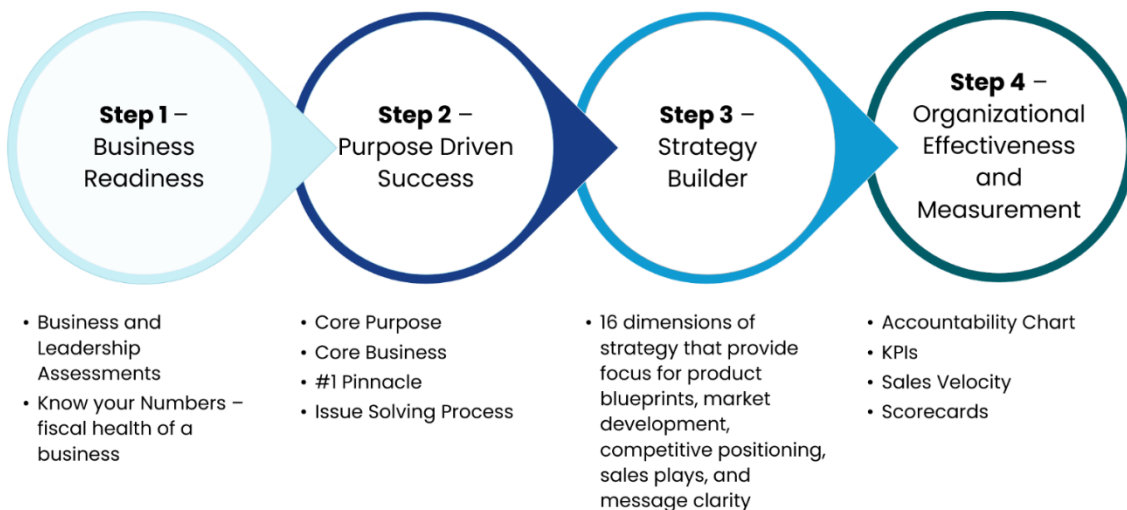 Step 1 –
Business
Readiness
Step 2 –
Purpose Driven
Success
Step 3 –
Strategy
Builder
Step 4 –
Organizational
Effectiveness
and
Measurement
• Business and
Leadership
Assessments
• Know your Numbers –
fiscal health of a
business
• Core Purpose
• Core Business
• #1 Pinnacle
• Issue Solving Process
• 16 dimensions of
strategy that provide
focus for product
blueprints, market
development,
competitive positioning,
sales plays, and
message clarity
• Accountability Chart
• KPIs
• Sales Velocity
• Scorecards